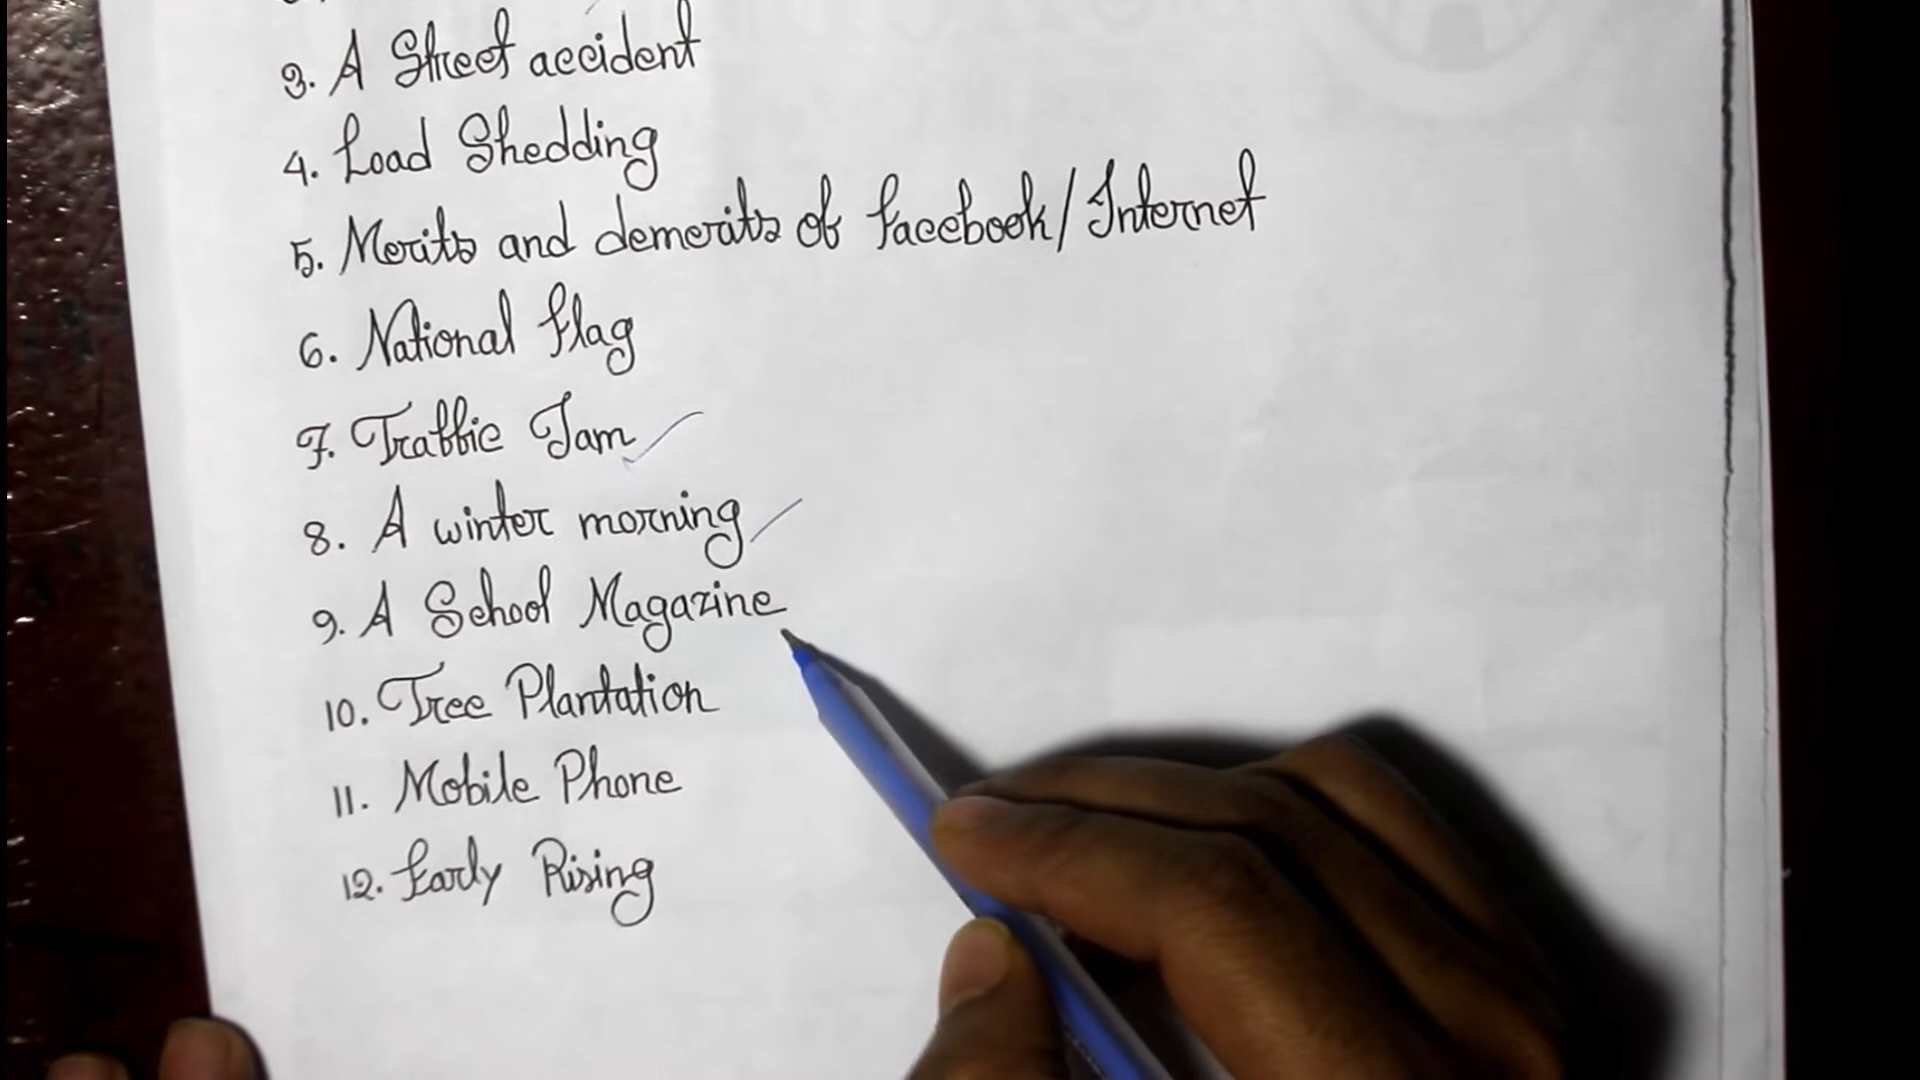 3. A Street accident
4. Load Shedding
5. Merits and demerits of facebook/Internet
6. National flag
7. Traffic Jam
8. A winter morning
9. A School Magazine
10. Tree Plantation
11. Mobile Phone
12. Early Rising